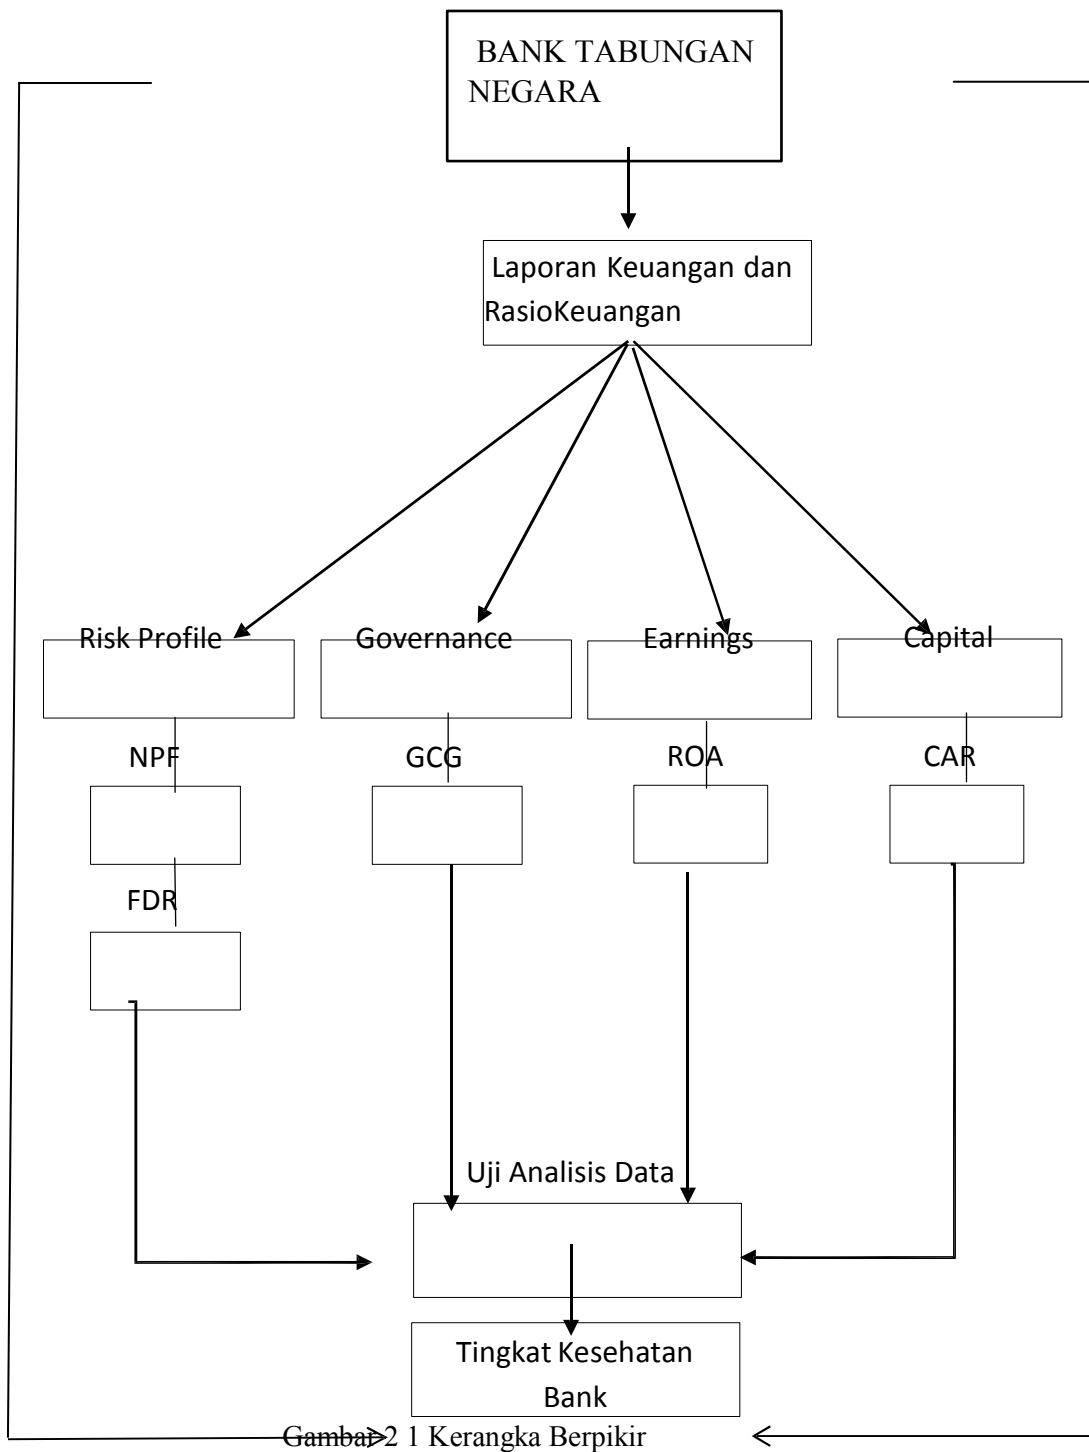 BANK TABUNGAN
NEGARA
Laporan Keuangan dan
RasioKeuangan
Risk Profile
Governance
Earnings
Capital
NPF
GCG
ROA
CAR
FDR
Uji Analisis Data
Tingkat Kesehatan
Bank
Gambar 2 1 Kerangka Berpikir